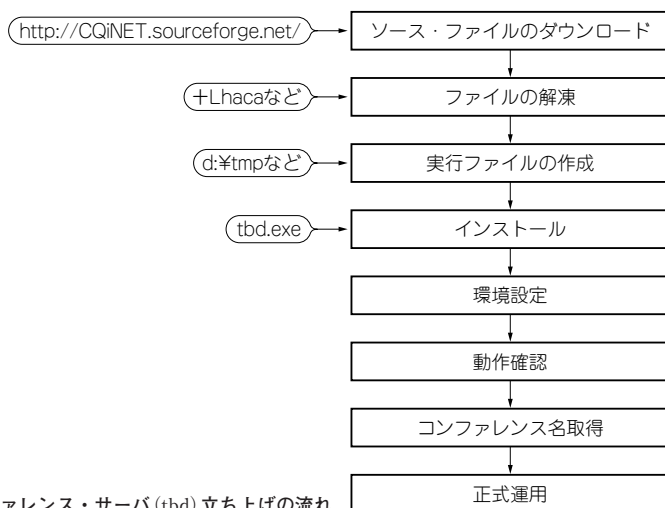 http://CQiNET.sourceforge.net/
ソース・ファイルのダウンロード
+Lhacaなど
ファイルの解凍
d:¥tmpなど
実行ファイルの作成
tbd.exe
インストール
環境設定
動作確認
コンファレンス名取得
正式運用
ァレンス・サーバ(tbd)立ち上げの流れ